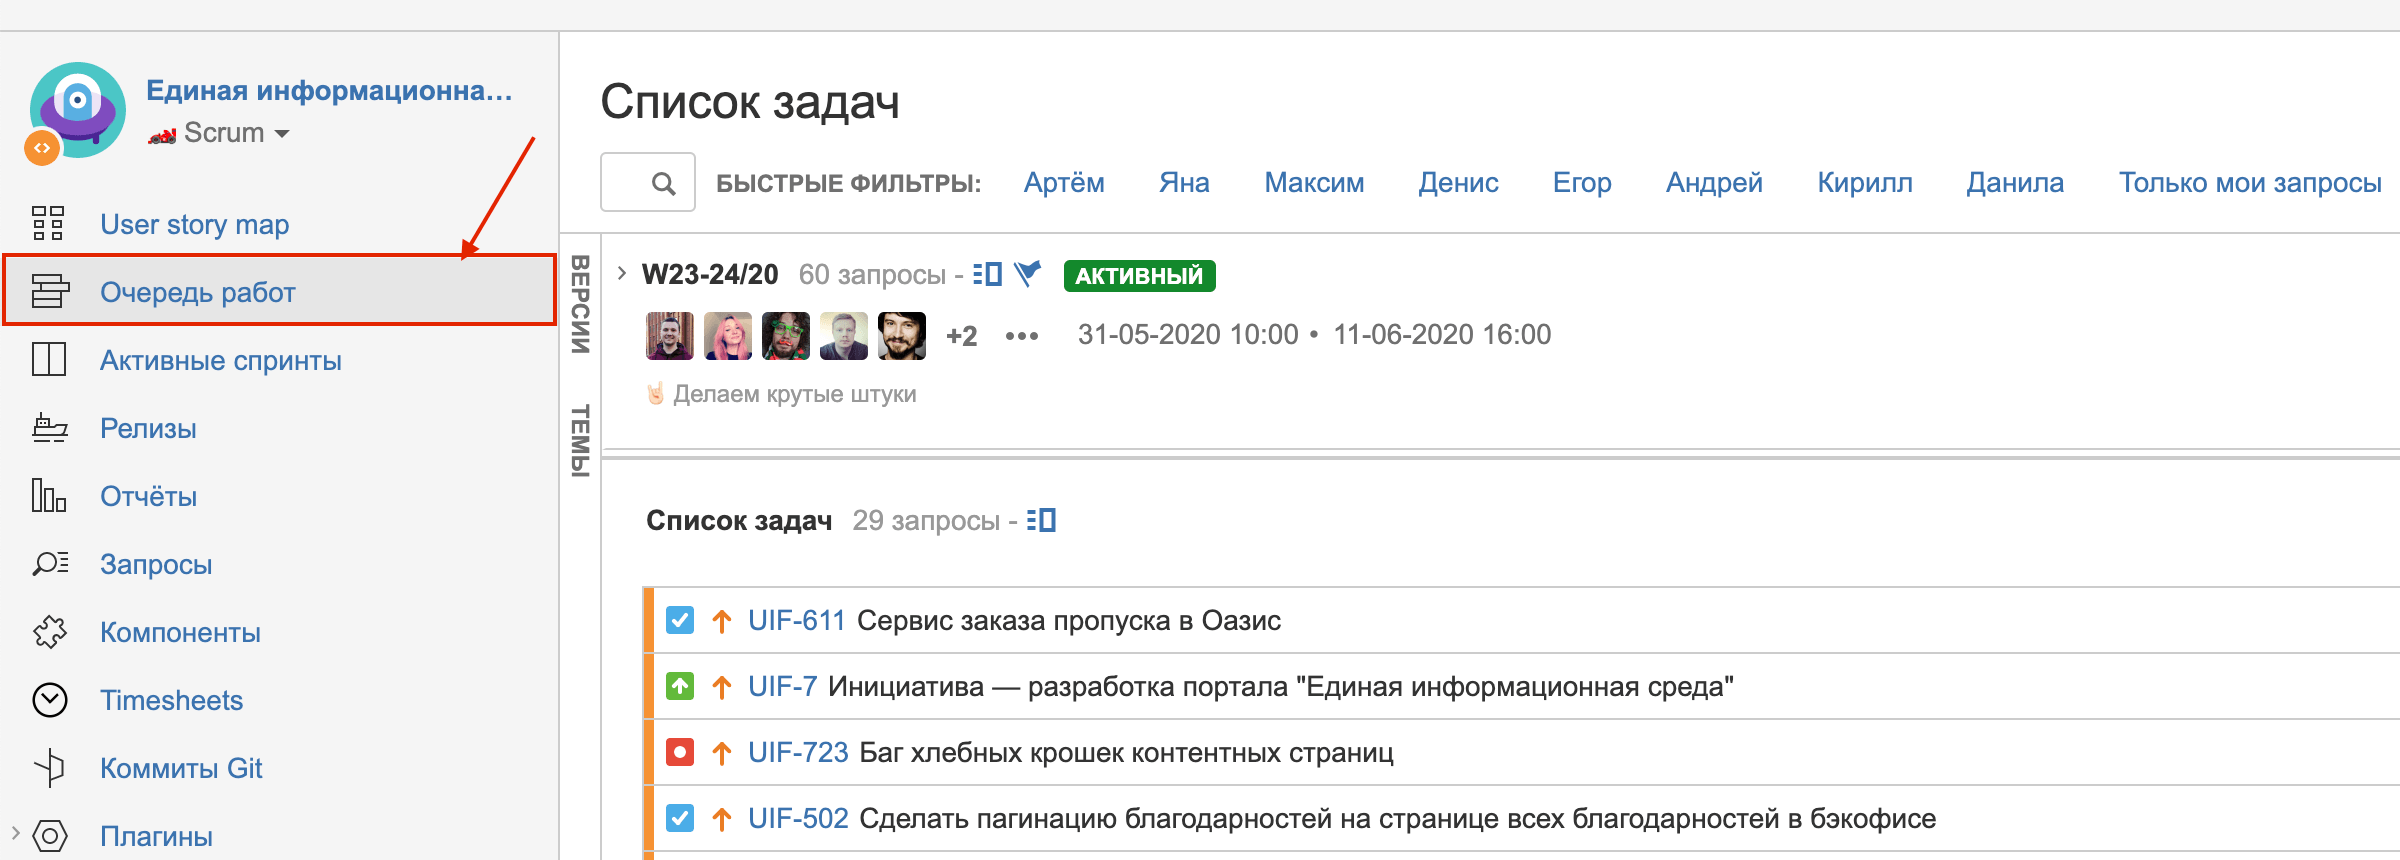 Единая информационна...
Scrum
User story map
Очередь работ
Активные спринты
Релизы
Отчёты
Запросы
Компоненты
Timesheets
Коммиты Git
Плагины
Список задач
БЫСТРЫЕ ФИЛЬТРЫ: Артём Яна Максим Денис Егор Андрей Кирилл Данила Только мои запросы
ВЕРСИИ
ТЕМЫ
W23-24/20 60 запросы - АКТИВНЫЙ
+2 ••• 31-05-2020 10:00 • 11-06-2020 16:00
Делаем крутые штуки
Список задач 29 запросы -
UIF-611 Сервис заказа пропуска в Оазис
UIF-7 Инициатива — разработка портала "Единая информационная среда"
UIF-723 Баг хлебных крошек контентных страниц
UIF-502 Сделать пагинацию благодарностей на странице всех благодарностей в бэкофисе